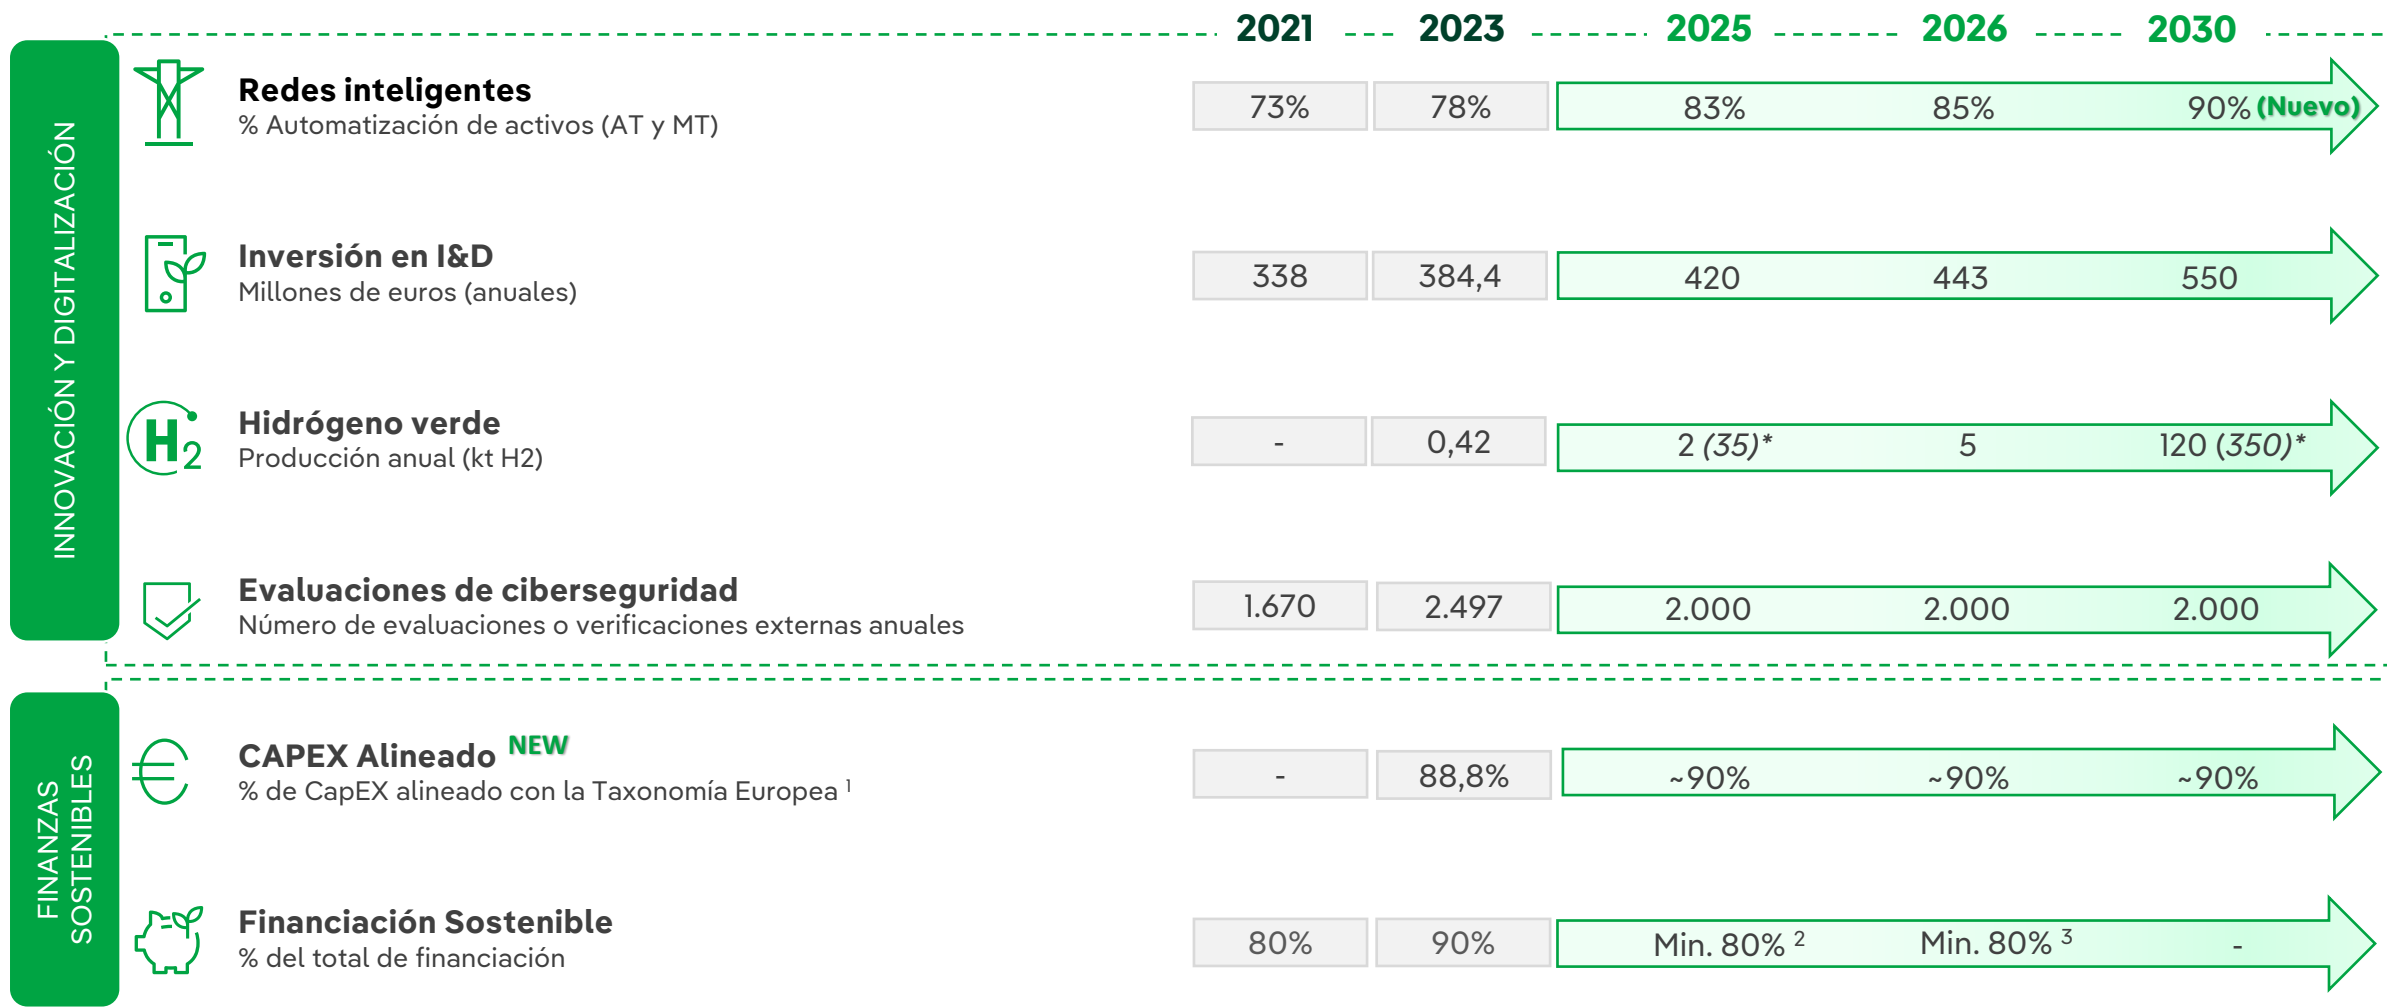 2021 2023 2025 2026 2030
INNOVACIÓN Y DIGITALIZACIÓN
Redes inteligentes
% Automatización de activos (AT y MT)
73% 78% 83% 85% 90% (Nuevo)
Inversión en I&D
Millones de euros (anuales)
338 384,4 420 443 550
H2
Hidrógeno verde
Producción anual (kt H2)
- 0,42 2 (35)* 5 120 (350)*
Evaluaciones de ciberseguridad
Número de evaluaciones o verificaciones externas anuales
1.670 2.497 2.000 2.000 2.000
FINANZAS
SOSTENIBLES
CAPEX Alineado NEW
% de CapEX alineado con la Taxonomía Europea ¹
- 88,8% ~90% ~90% ~90%
Financiación Sostenible
% del total de financiación
80% 90% Min. 80% ² Min. 80% ³ -